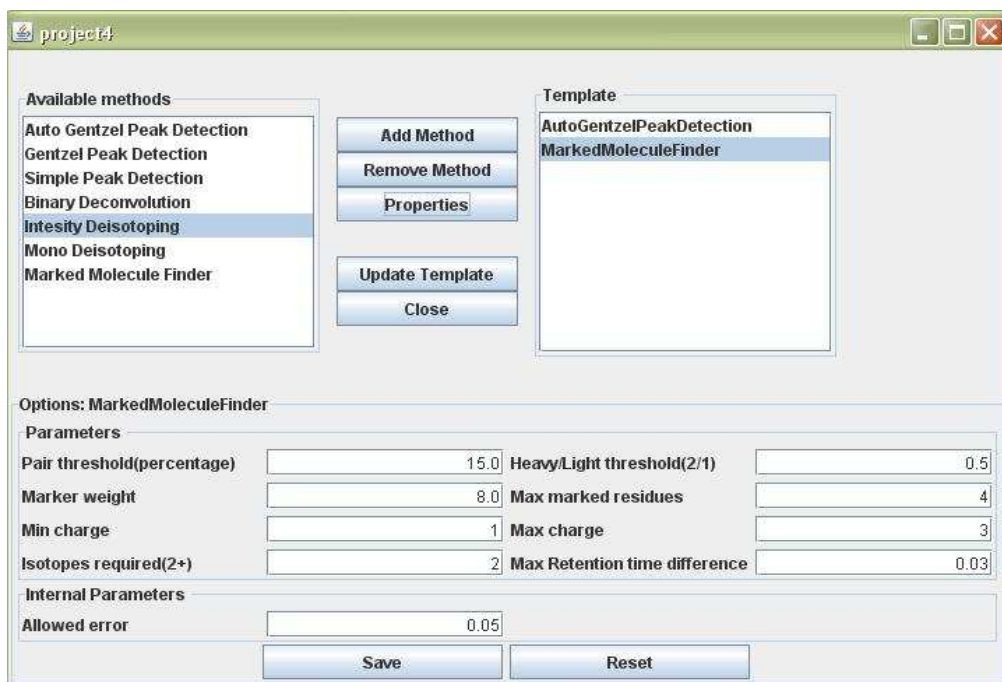 project4
Available methods
Auto Gentzel Peak Detection
Gentzel Peak Detection
Simple Peak Detection
Binary Deconvolution
Intesity Deisotoping
Mono Deisotoping
Marked Molecule Finder
Add Method
Remove Method
Properties
Update Template
Close
Template
AutoGentzelPeakDetection
MarkedMoleculeFinder
Options: MarkedMoleculeFinder
Parameters
Pair threshold(percentage) 15.0 Heavy/Light threshold(2/1) 0.5
Marker weight 8.0 Max marked residues 4
Min charge 1 Max charge 3
Isotopes required(2+) 2 Max Retention time difference 0.03
Internal Parameters
Allowed error 0.05
Save Reset